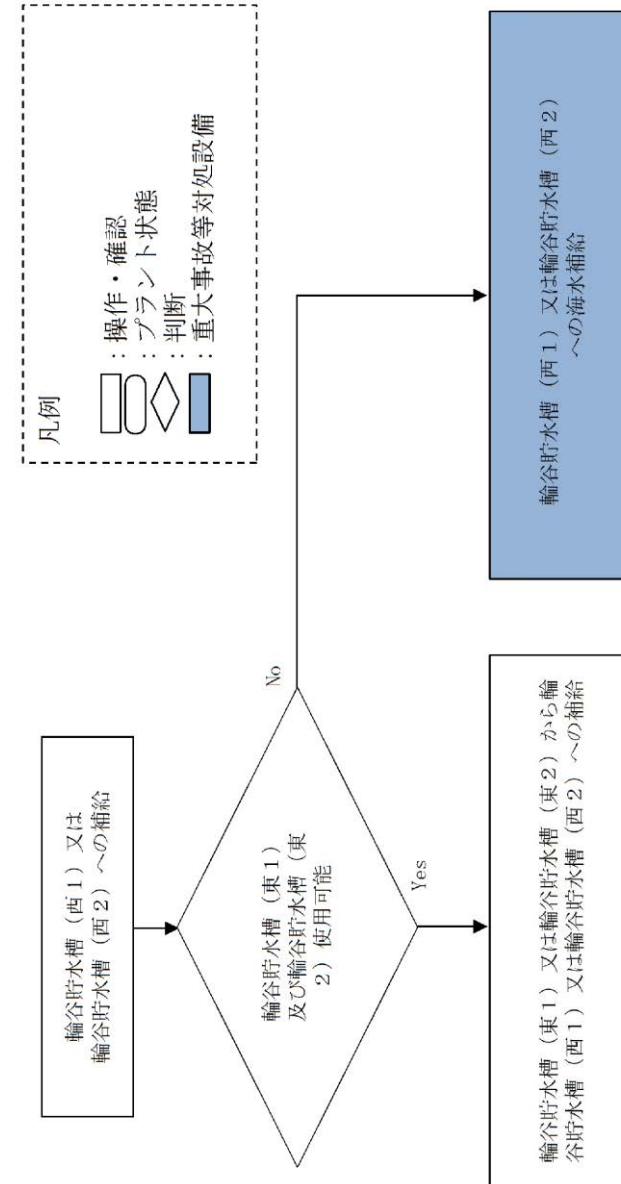 凡例
：操作・確認
：プラント状態
：判断
：重大事故等対処設備
輪谷貯水槽（西１）又は
輪谷貯水槽（西２）への補給
輪谷貯水槽（東１）
及び輪谷貯水槽（東
２）使用可能
No
Yes
輪谷貯水槽（東１）又は輪谷貯水槽（東２）から輪
谷貯水槽（西１）又は輪谷貯水槽（西２）への補給
輪谷貯水槽（西１）又は輪谷貯水槽（西２）
への海水補給